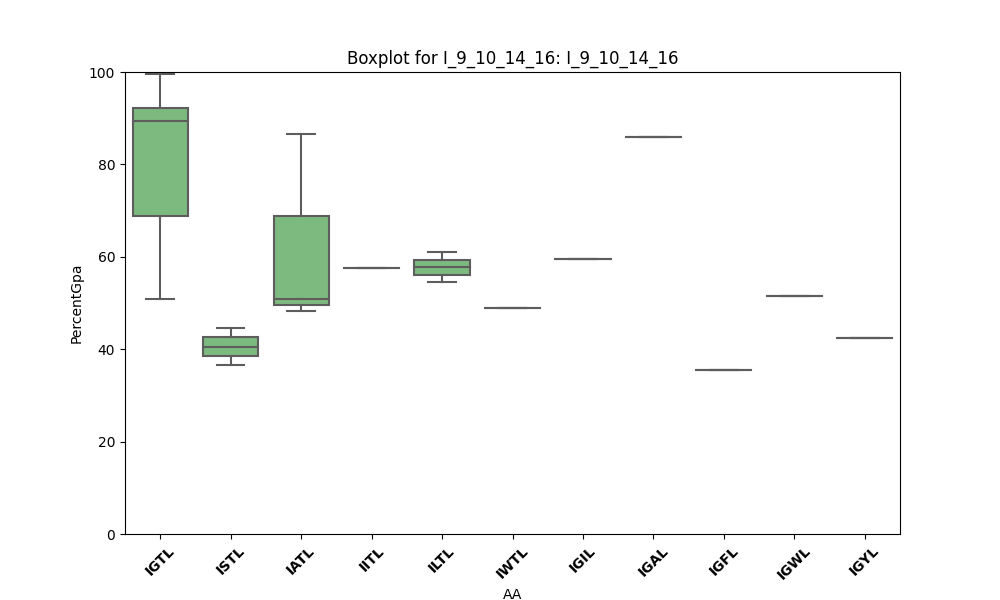 Boxplot for I_9_10_14_16: I_9_10_14_16
PercentGpa
100
80
60
40
20
0
IGTL ISTL IATL IITL ILTL IWTL IGIL IGAL IGFL IGWL IGYL
AA